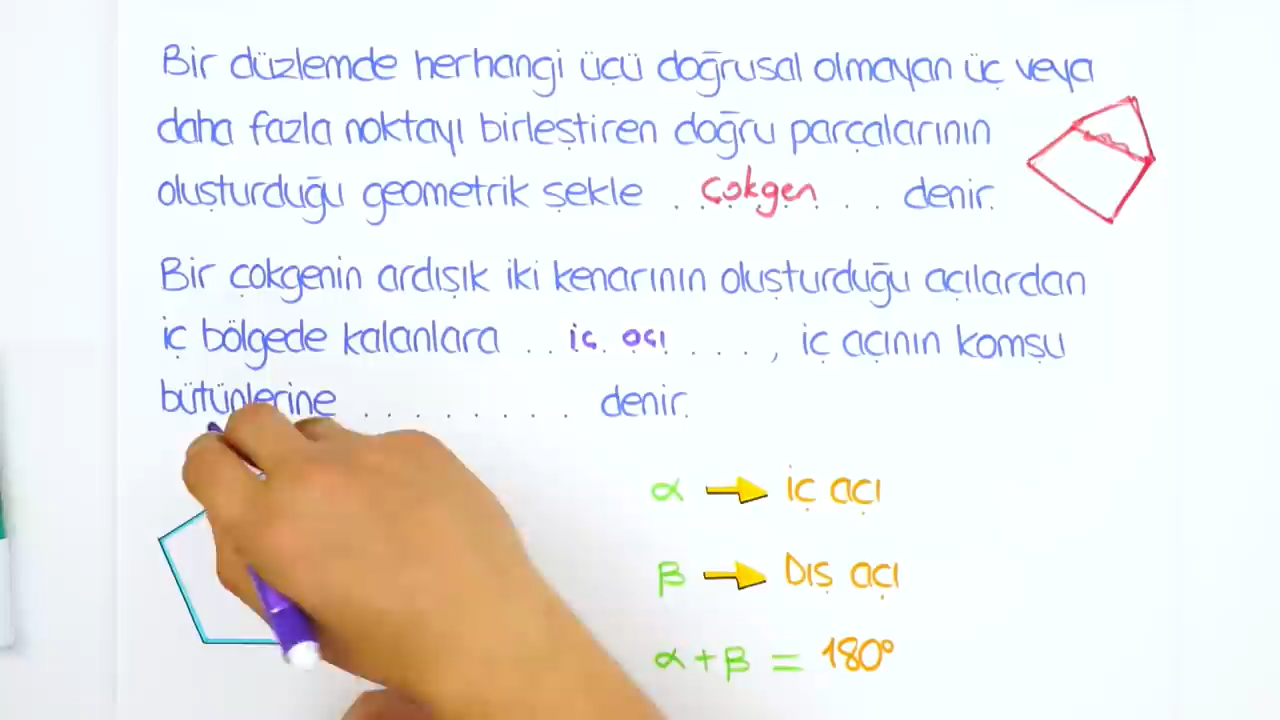 Bir düzlemde herhangi üçü doğrusal olmayan üç veya
daha fazla noktayı birleştiren doğru parçalarının
oluşturduğu geometrik şekle . çokgen . . denir.
Bir çokgenin ardışık iki kenarının oluşturduğu açılardan
iç bölgede kalanlara . . iç açı . . . , iç açının komşu
bütünlerine . . . . . . . . denir.
α → iç açı
β → Dış açı
α + β = 180°